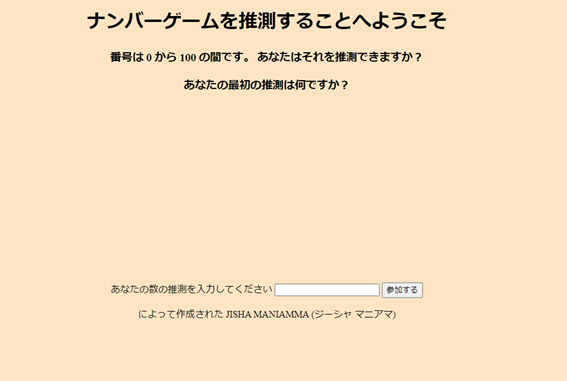 ナンバーゲームを推測することへようこそ
番号は 0 から 100 の間です。 あなたはそれを推測できますか？
あなたの最初の推測は何ですか？
あなたの数の推測を入力してください 参加する
によって作成された JISHA MANIAMMA (ジーシャ マニアマ)